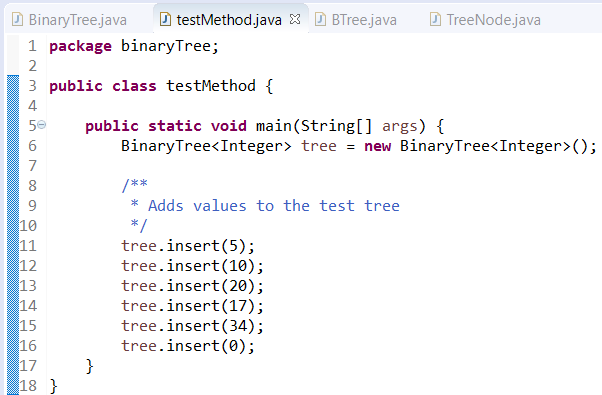 BinaryTree.java testMethod.java BTree.java TreeNode.java
1 package binaryTree;
2
3 public class testMethod {
4
5     public static void main(String[] args) {
6         BinaryTree<Integer> tree = new BinaryTree<Integer>();
7
8         /**
9          * Adds values to the test tree
10          */
11         tree.insert(5);
12         tree.insert(10);
13         tree.insert(20);
14         tree.insert(17);
15         tree.insert(34);
16         tree.insert(0);
17     }
18 }